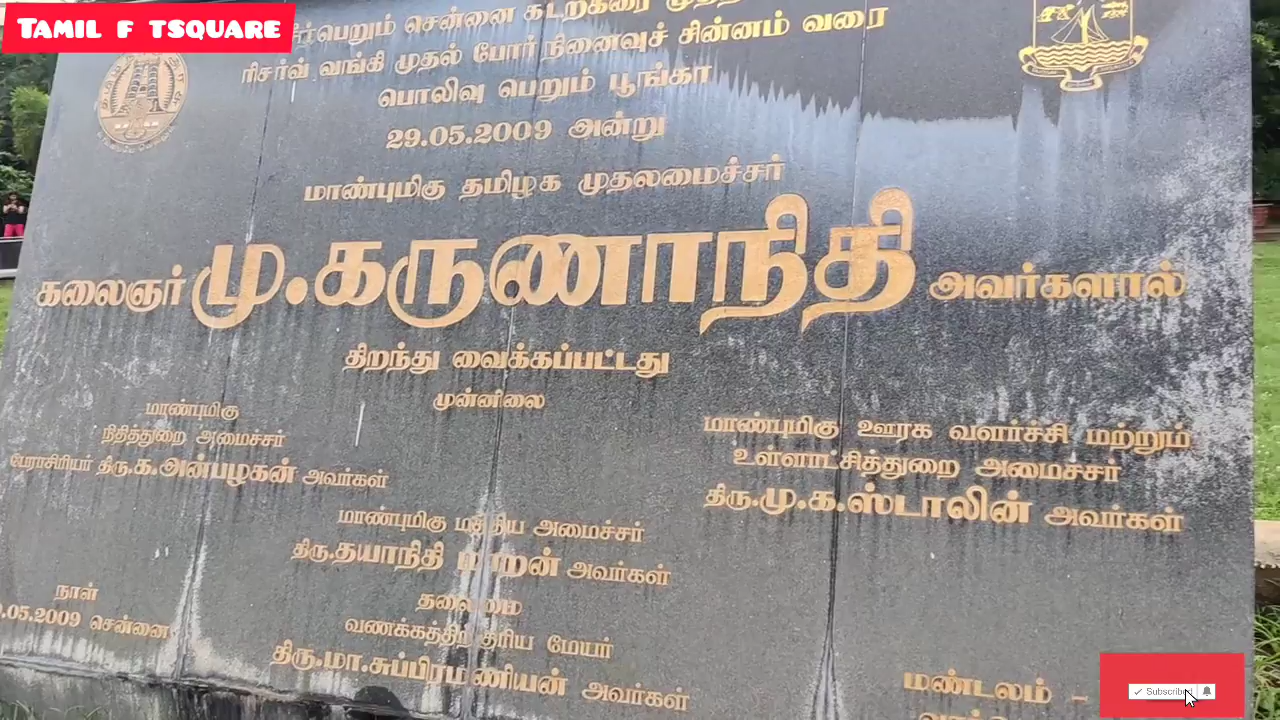 TAMIL F TSQUARE
சீர்பெறும் சென்னை கடற்கரை
ரிசர்வ் வங்கி முதல் போர் நினைவுச் சின்னம் வரை
பொலிவு பெறும் பூங்கா
29.05.2009 அன்று
மாண்புமிகு தமிழக முதலமைச்சர்
கலைஞர் மு.கருணாநிதி அவர்களால்
திறந்து வைக்கப்பட்டது
முன்னிலை
மாண்புமிகு
நிதித்துறை அமைச்சர்
பேராசிரியர் திரு.க.அன்பழகன் அவர்கள்
மாண்புமிகு ஊரக வளர்ச்சி மற்றும்
உள்ளாட்சித்துறை அமைச்சர்
திரு.மு.க.ஸ்டாலின் அவர்கள்
மாண்புமிகு மத்திய அமைச்சர்
திரு.தயாநிதி மாறன் அவர்கள்
தலைமை
வணக்கத்திற்குரிய மேயர்
திரு.மா.சுப்பிரமணியன் அவர்கள்
நாள்
.05.2009 சென்னை
மண்டலம் -
Subscribed